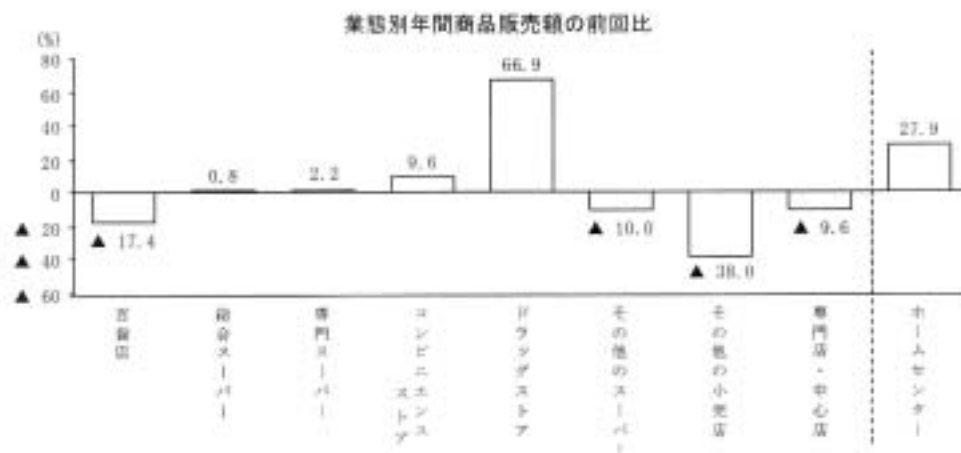 業態別年間商品販売額の前回比
(%)
80
60
40
20
0
▲ 20
▲ 40
▲ 60
▲ 17.4
0.8
2.2
9.6
66.9
▲ 10.0
▲ 38.0
▲ 9.6
27.9
百貨店
総合スーパー
専門スーパー
コンビニエンス
ストア
ドラッグストア
その他のスーパー
その他の小売店
専門店・中心店
ホームセンター